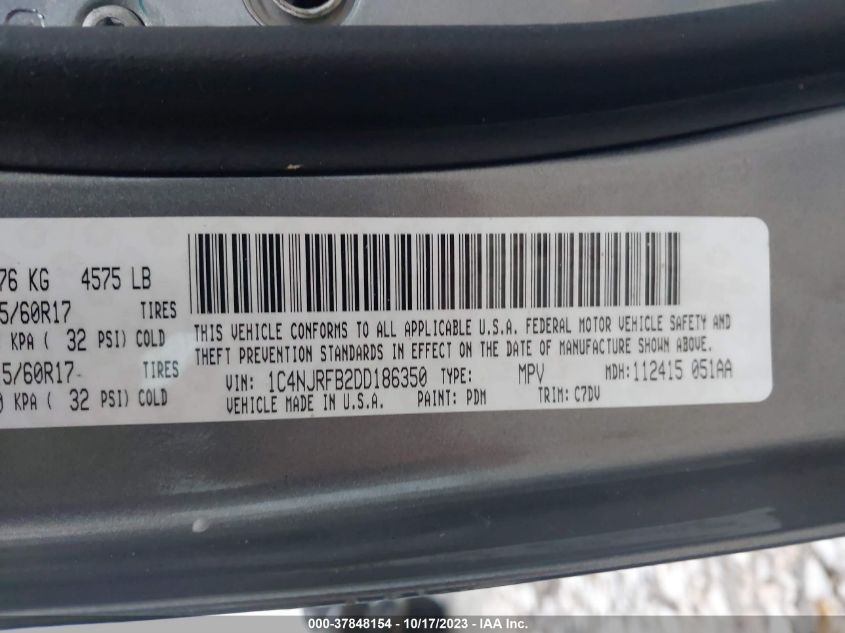 76 KG 4575 LB
5/60R17 TIRES
KPA ( 32 PSI) COLD
5/60R17- TIRES
KPA ( 32 PSI) COLD
THIS VEHICLE CONFORMS TO ALL APPLICABLE U.S.A. FEDERAL MOTOR VEHICLE SAFETY AND
THEFT PREVENTION STANDARDS IN EFFECT ON THE DATE OF MANUFACTURE SHOWN ABOVE.
VIN: 1C4NJRFB2DD186350 TYPE: MPV MDH:112415 051AA
VEHICLE MADE IN U.S.A. PAINT: PDM TRIM: C7DV
000-37848154 - 10/17/2023 - IAA Inc.